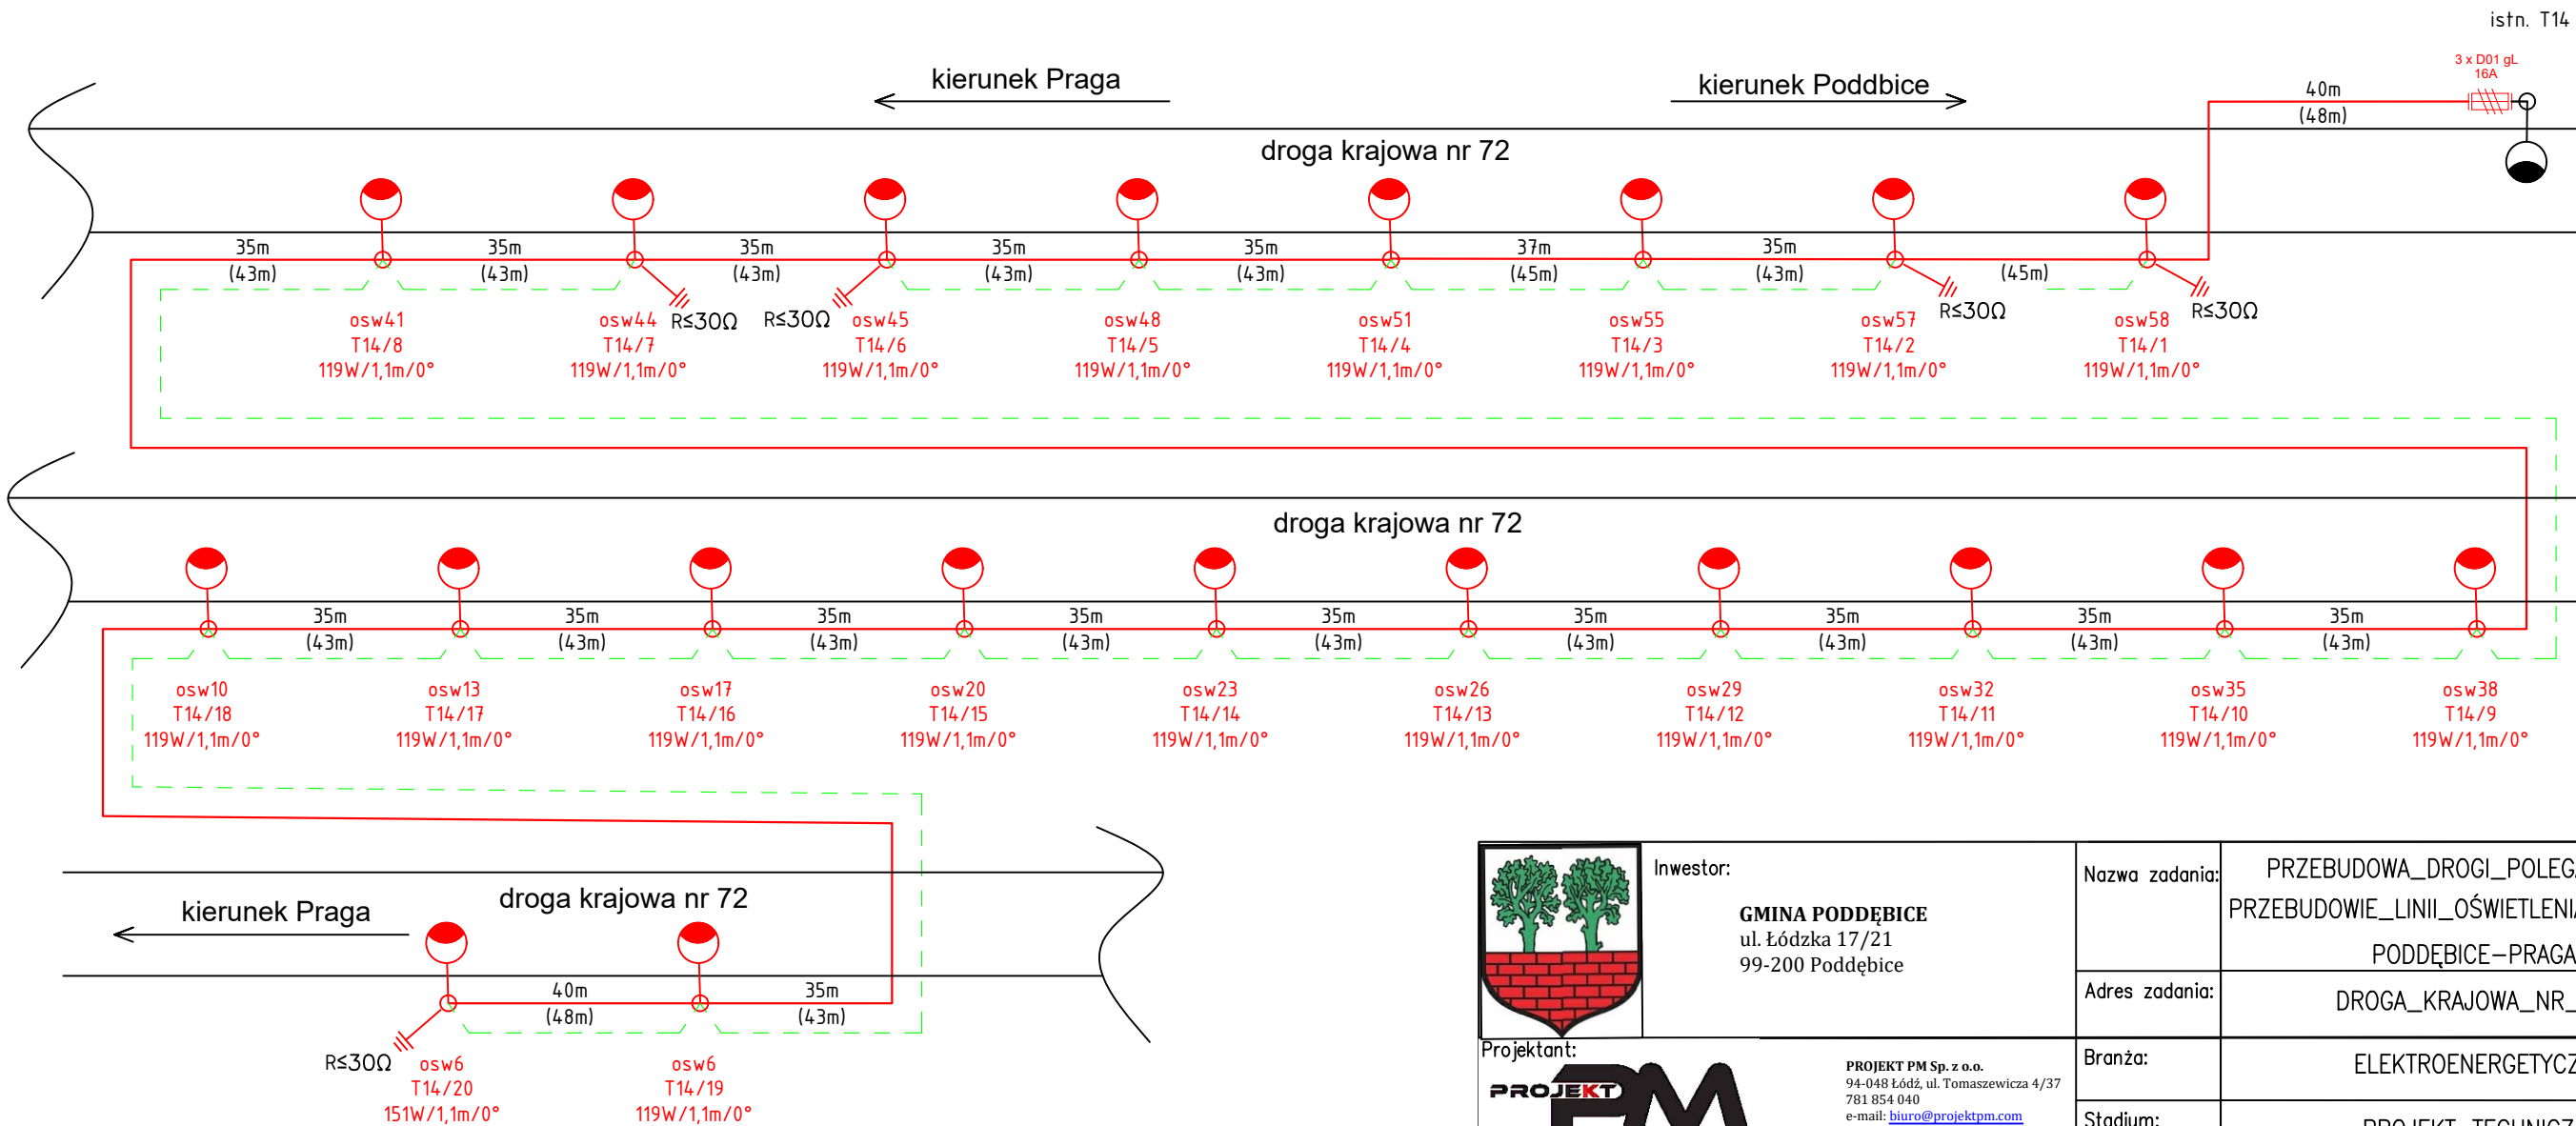 istn. T14
3 x D01 gL
16A
40m
(48m)
kierunek Praga
kierunek Poddbice
droga krajowa nr 72
35m
35m
35m
35m
35m
37m
35m
(43m)
(43m)
(43m)
(43m)
(43m)
(45m)
(43m)
(45m)
R≤30Ω
R≤30Ω
R≤30Ω
R≤30Ω
osw41
T14/8
119W/1,1m/0°
osw44
T14/7
119W/1,1m/0°
osw45
T14/6
119W/1,1m/0°
osw48
T14/5
119W/1,1m/0°
osw51
T14/4
119W/1,1m/0°
osw55
T14/3
119W/1,1m/0°
osw57
T14/2
119W/1,1m/0°
osw58
T14/1
119W/1,1m/0°
droga krajowa nr 72
35m
35m
35m
35m
35m
35m
35m
35m
35m
(43m)
(43m)
(43m)
(43m)
(43m)
(43m)
(43m)
(43m)
(43m)
osw10
T14/18
119W/1,1m/0°
osw13
T14/17
119W/1,1m/0°
osw17
T14/16
119W/1,1m/0°
osw20
T14/15
119W/1,1m/0°
osw23
T14/14
119W/1,1m/0°
osw26
T14/13
119W/1,1m/0°
osw29
T14/12
119W/1,1m/0°
osw32
T14/11
119W/1,1m/0°
osw35
T14/10
119W/1,1m/0°
osw38
T14/9
119W/1,1m/0°
kierunek Praga
droga krajowa nr 72
40m
35m
(48m)
(43m)
R≤30Ω
osw6
T14/20
151W/1,1m/0°
osw6
T14/19
119W/1,1m/0°
Inwestor:
GMINA PODDĘBICE
ul. Łódzka 17/21
99-200 Poddębice
Nazwa zadania:
PRZEBUDOWA_DROGI_POLEG
PRZEBUDOWIE_LINII_OŚWIETLENIA
PODDĘBICE-PRAGA
Adres zadania:
DROGA_KRAJOWA_NR_
Projektant:
PROJEKT
PM
PROJEKT PM Sp. z o.o.
94-048 Łódź, ul. Tomaszewicza 4/37
781 854 040
e-mail: biuro@projektpm.com
Branża:
ELEKTROENERGETYCZ
Stadium:
PROJEKT_TECHNICZ